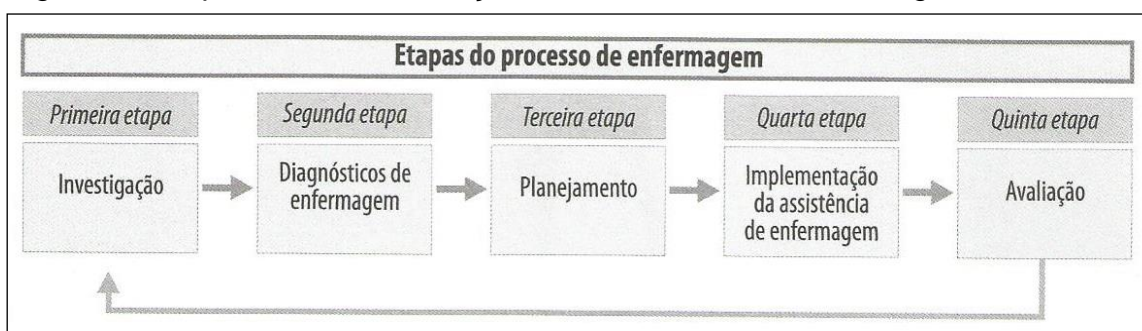 Etapas do processo de enfermagem
Primeira etapa
Investigação
Segunda etapa
Diagnósticos de
enfermagem
Terceira etapa
Planejamento
Quarta etapa
Implementação
da assistência
de enfermagem
Quinta etapa
Avaliação